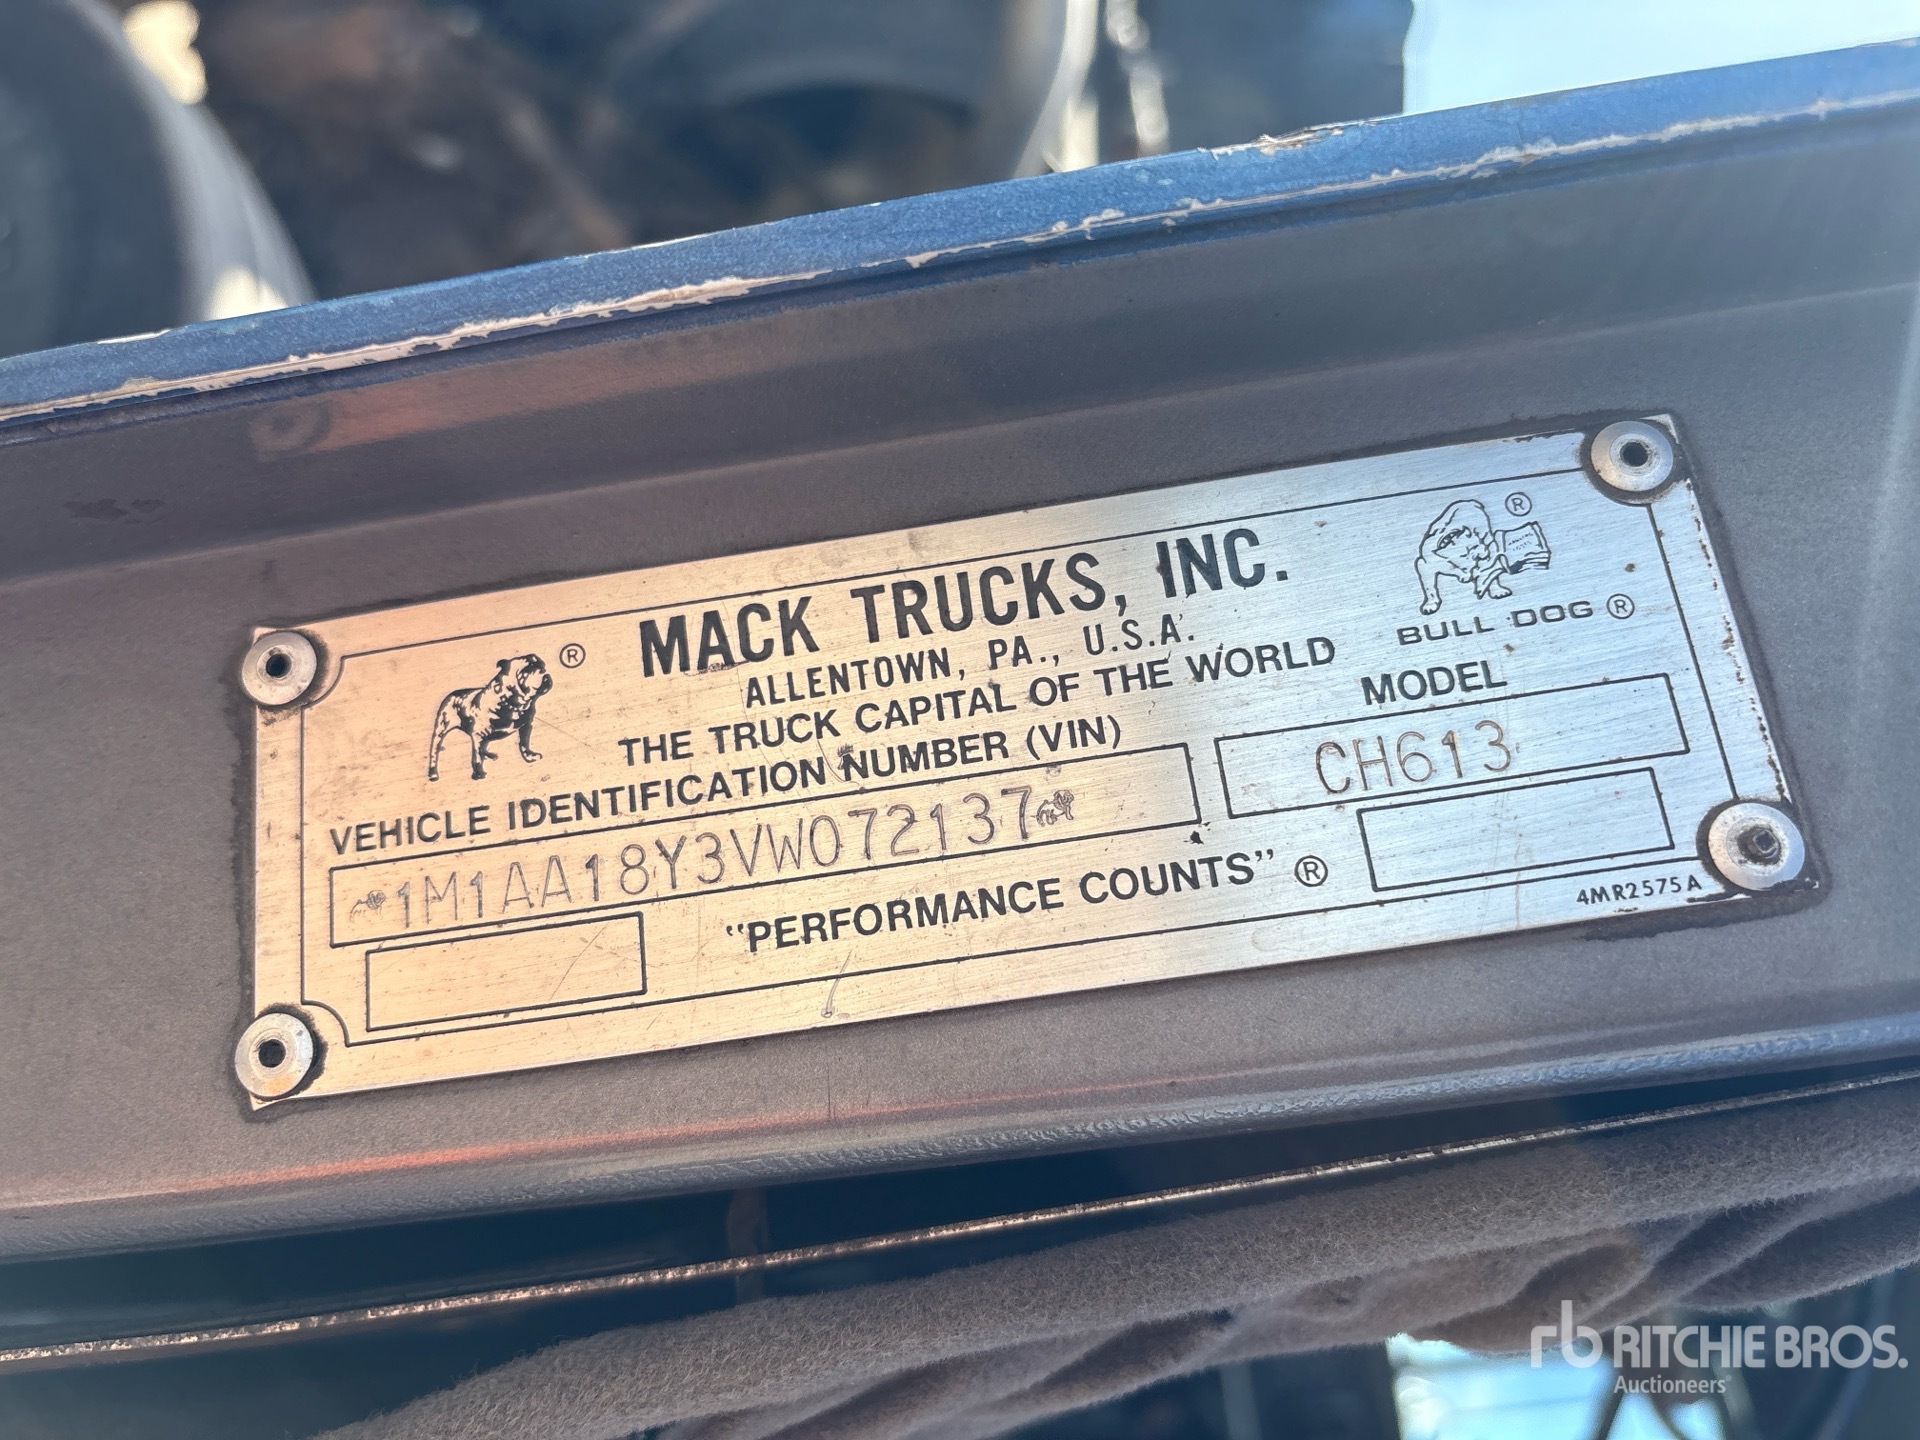 MACK TRUCKS, INC.
ALLENTOWN, PA., U.S.A.
THE TRUCK CAPITAL OF THE WORLD
®
®
BULL DOG ®
VEHICLE IDENTIFICATION NUMBER (VIN)
MODEL
1M1AA18Y3VW072137
CH613
"PERFORMANCE COUNTS" ®
4MR2575A
rb RITCHIE BROS.
Auctioneers